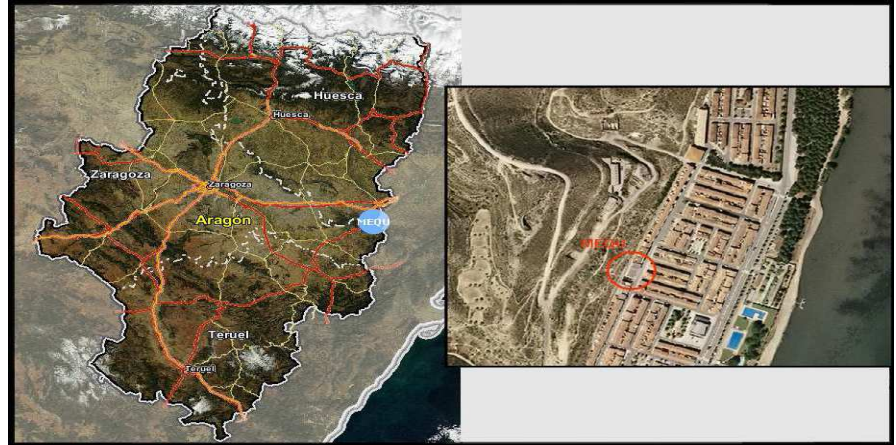 Huesca
Huesca
Zaragoza
Zaragoza
MEQU
Aragón
MEQU
Teruel
Teruel